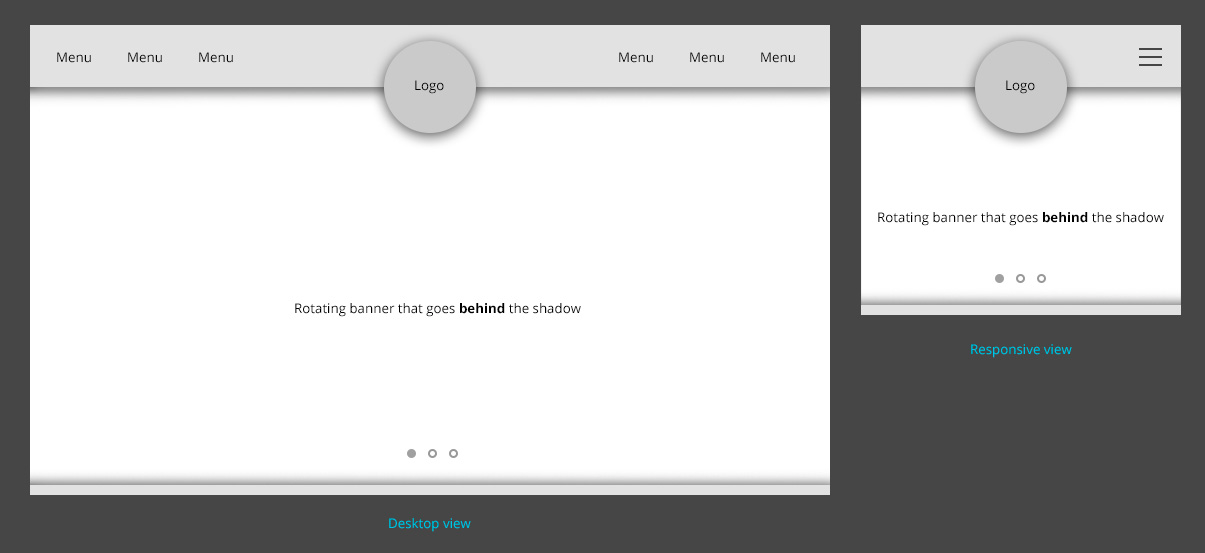 Menu Menu Menu Logo Menu Menu Menu
Rotating banner that goes behind the shadow
Desktop view
Logo
Rotating banner that goes behind the shadow
Responsive view